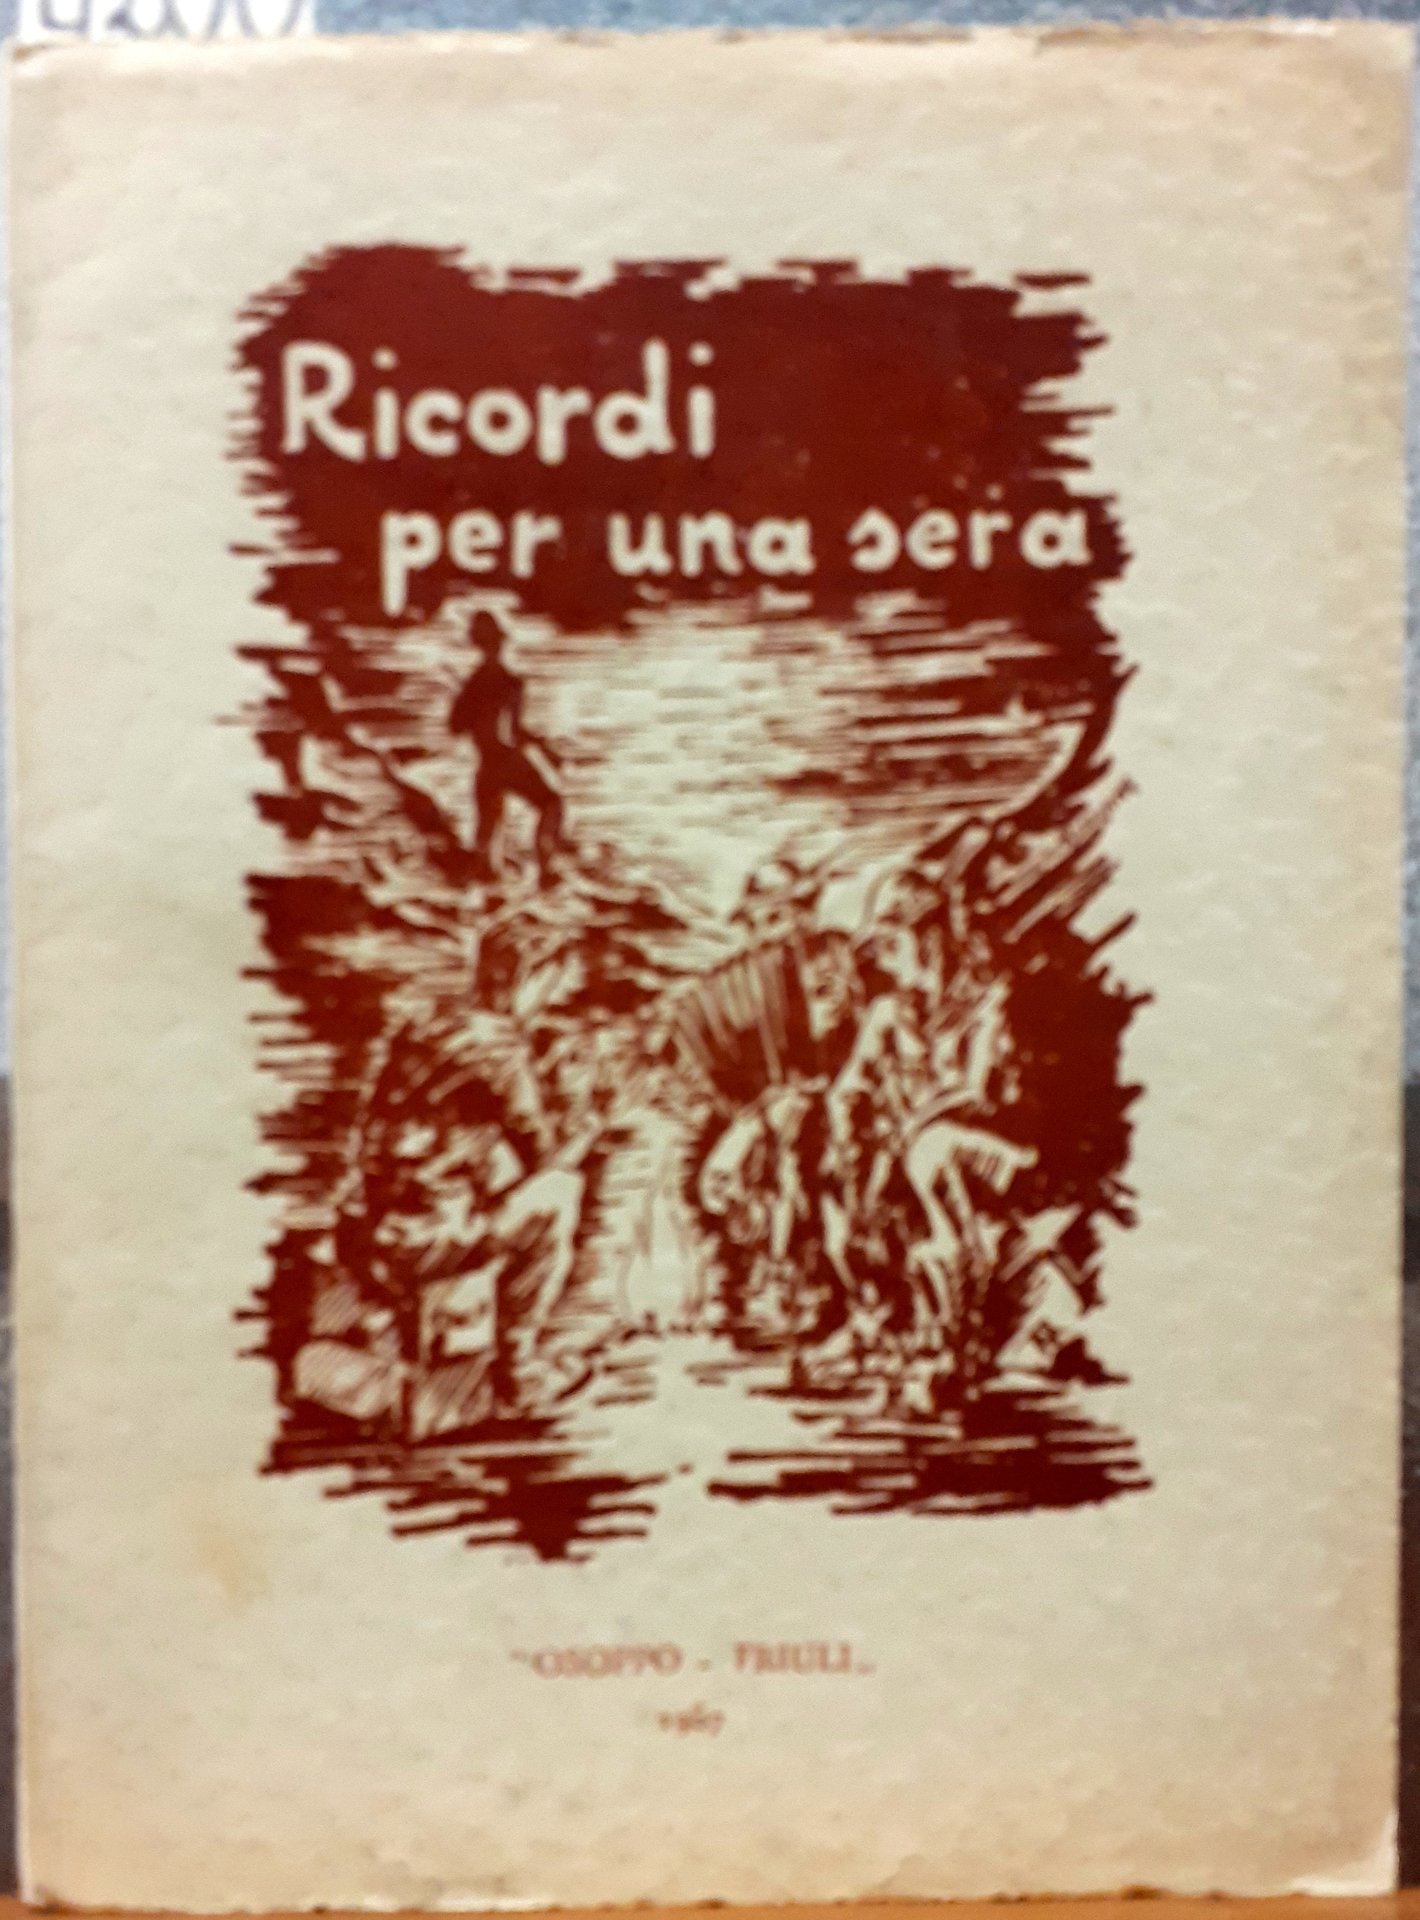 Ricordi
per una sera
"OSOPPO - FRIULI"